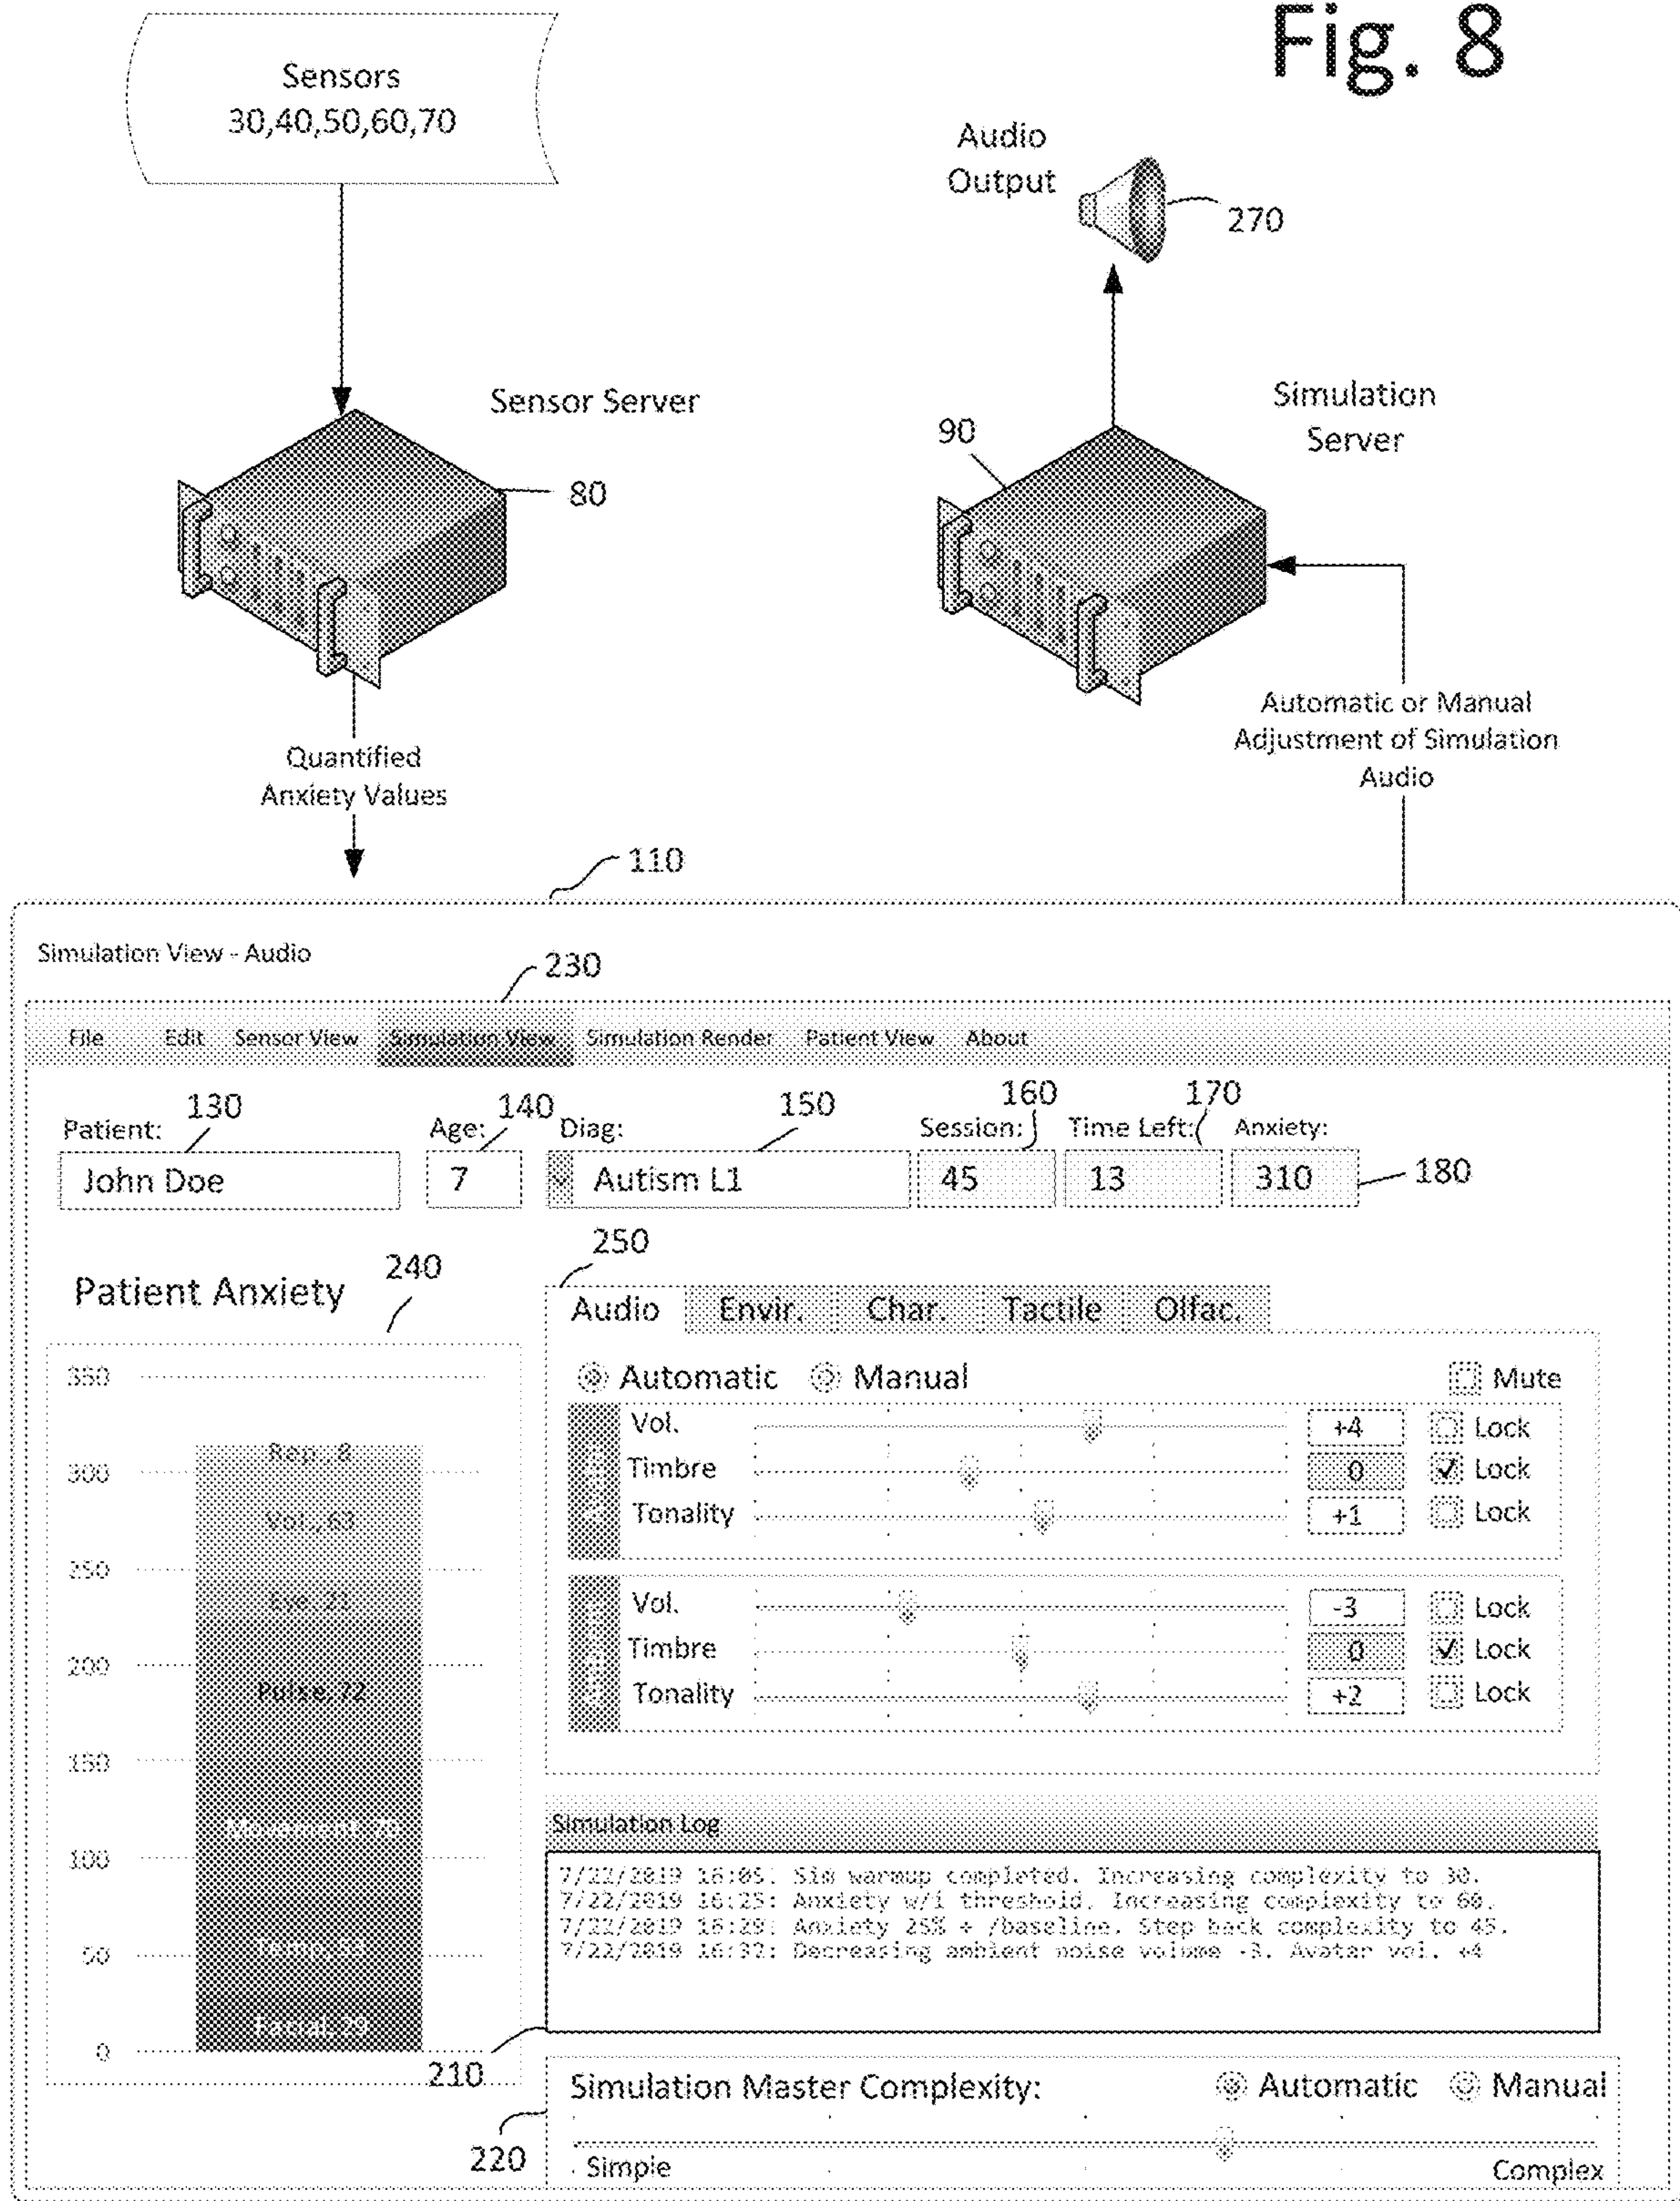 Fig. 8
Sensors
30,40,50,60,70
Audio
Output
270
Sensor Server
80
Simulation
Server
90
Quantified
Anxiety Values
Automatic or Manual
Adjustment of Simulation
Audio
110
Simulation View - Audio
230
File Edit Sensor View Simulation View Simulation Render Patient View About
130 140 150 160 170
Patient: Age: Diag: Session: Time Left: Anxiety:
John Doe 7 Autism L1 45 13 310 180
250
Patient Anxiety 240
Audio Envir. Char. Tactile Olfac.
Automatic Manual Mute
Vol. +4 Lock
Timbre 0 Lock
Tonality +1 Lock
Vol. -3 Lock
Timbre 0 Lock
Tonality +2 Lock
350
300
250
200
150
100
50
0
Rep., 8
Vol., 63
Eye, 21
Pulse, 72
Simulation Log
7/22/2019 16:05: Sim warmup completed. Increasing complexity to 30.
7/22/2019 16:25: Anxiety w/i threshold. Increasing complexity to 60.
7/22/2019 16:29: Anxiety 25% + /baseline. Step back complexity to 45.
7/22/2019 16:32: Decreasing ambient noise volume -3. Avatar vol. +4
210
Simulation Master Complexity: Automatic Manual
220
Simple Complex